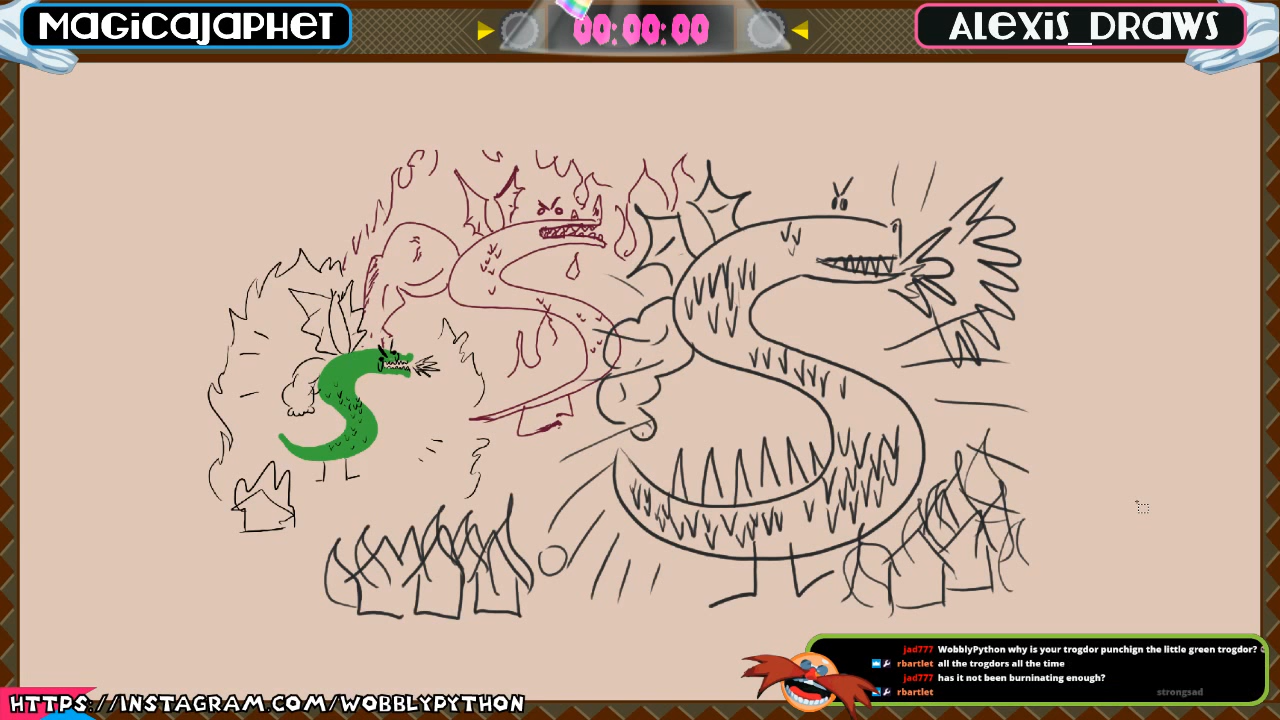 MAGICAJAPHET
00:00:00
ALEXIS_DRAWS
jad777 WobblyPython why is your trogdor punchign the little green trogdor?
rbartlet all the trogdors all the time
jad777 has it not been burninating enough?
rbartlet strongsad
HTTPS://INSTAGRAM.COM/WOBBLYPYTHON